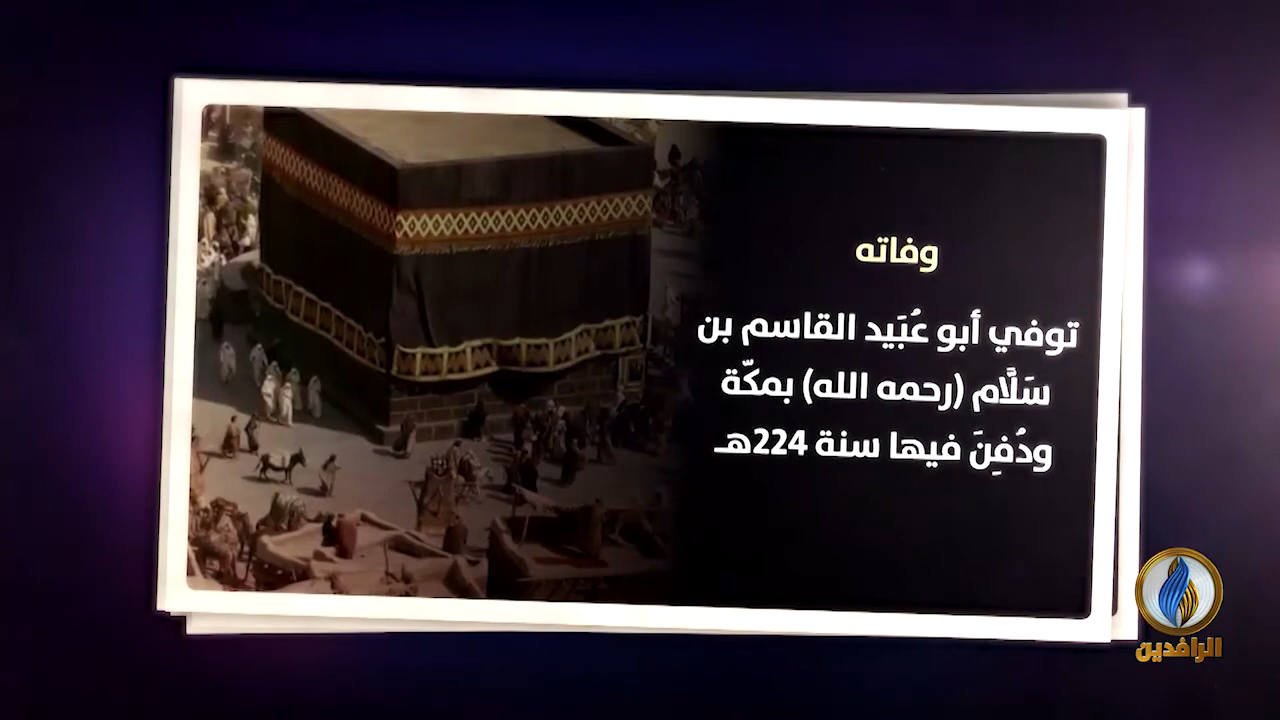 وفاته
توفي أبو عُبَيد القاسم بن
سَلَّام (رحمه الله) بمكّة
ودُفِنَ فيها سنة 224هـ
الرافدين